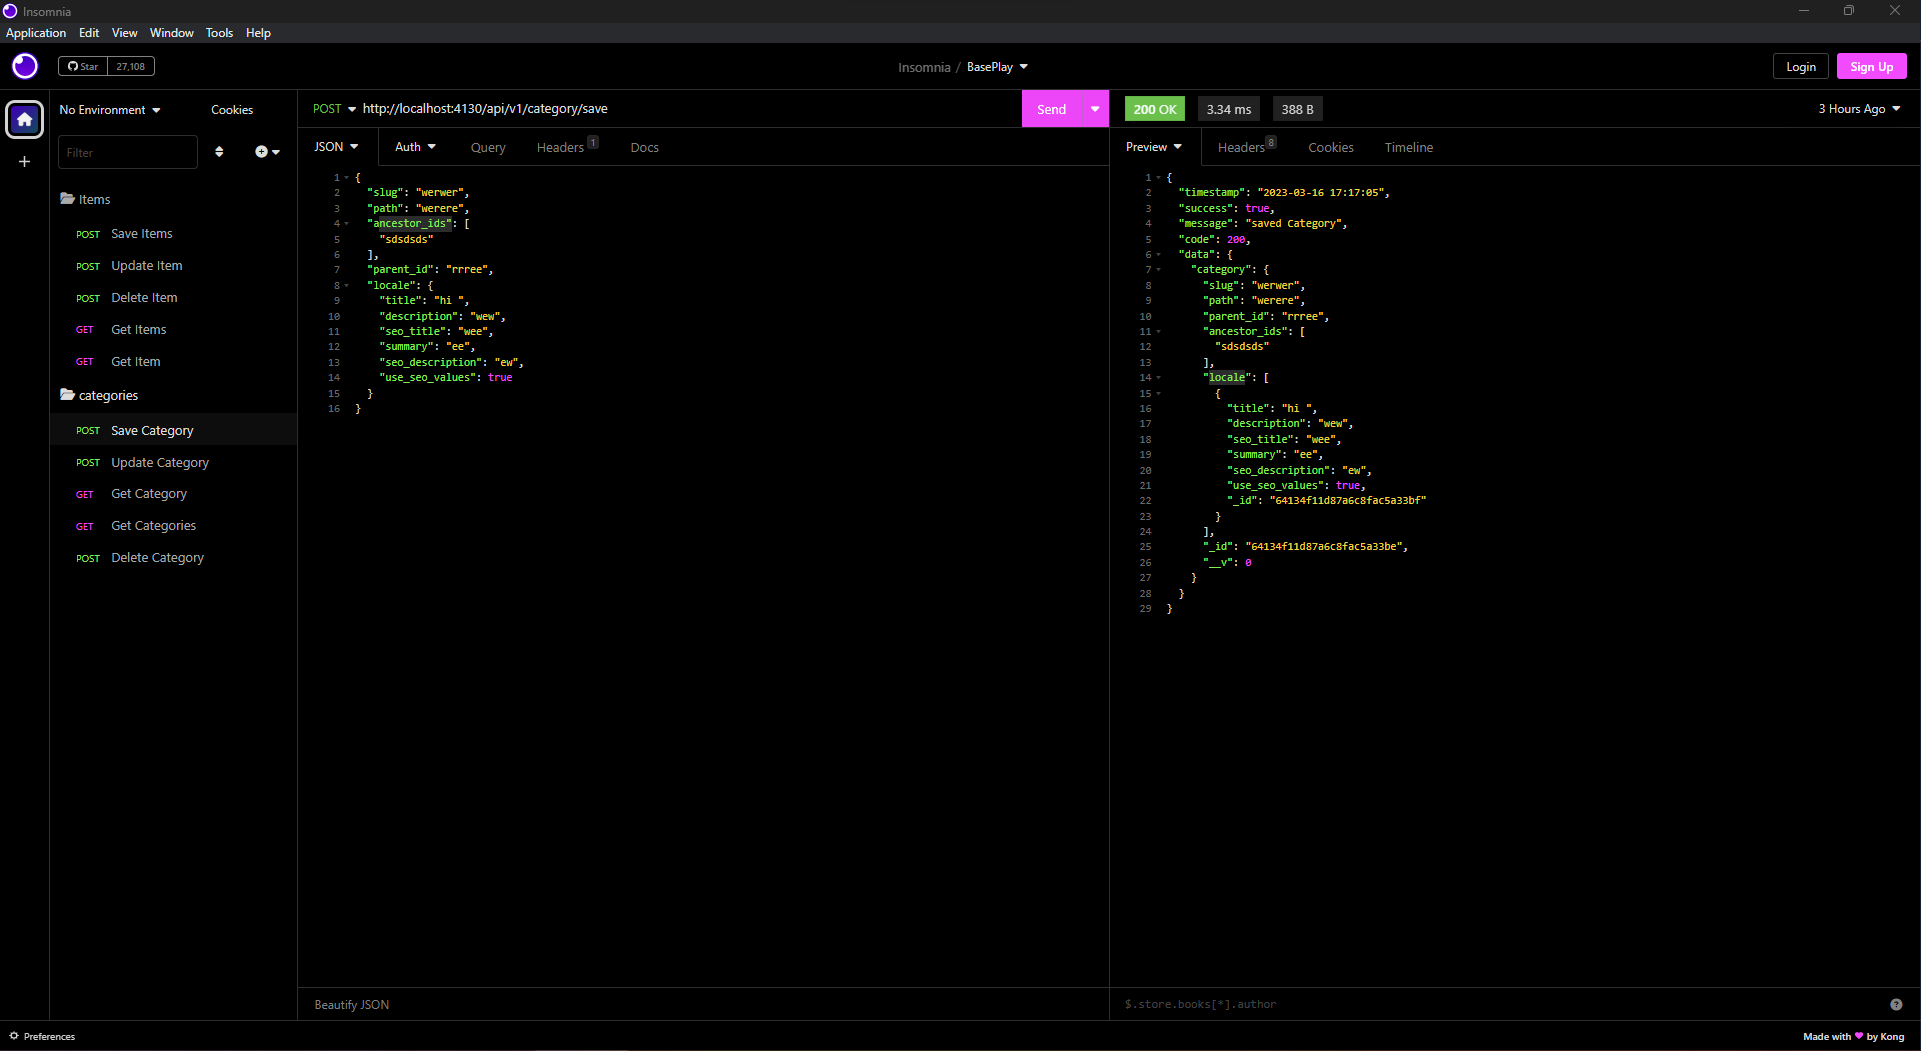 Insomnia
Application Edit View Window Tools Help
Star 27,108
Insomnia / BasePlay
Login Sign Up
No Environment Cookies
Filter
Items
POST Save Items
POST Update Item
POST Delete Item
GET Get Items
GET Get Item
categories
POST Save Category
POST Update Category
GET Get Category
GET Get Categories
POST Delete Category
POST http://localhost:4130/api/v1/category/save Send
JSON Auth Query Headers 1 Docs
1 {
2 "slug": "werwer",
3 "path": "werere",
4 "ancestor_ids": [
5 "sdsdsds"
6 ],
7 "parent_id": "rrree",
8 "locale": {
9 "title": "hi ",
10 "description": "wew",
11 "seo_title": "wee",
12 "summary": "ee",
13 "seo_description": "ew",
14 "use_seo_values": true
15 }
16 }
Beautify JSON
200 OK 3.34 ms 388 B 3 Hours Ago
Preview Headers 8 Cookies Timeline
1 {
2 "timestamp": "2023-03-16 17:17:05",
3 "success": true,
4 "message": "saved Category",
5 "code": 200,
6 "data": {
7 "category": {
8 "slug": "werwer",
9 "path": "werere",
10 "parent_id": "rrree",
11 "ancestor_ids": [
12 "sdsdsds"
13 ],
14 "locale": [
15 {
16 "title": "hi ",
17 "description": "wew",
18 "seo_title": "wee",
19 "summary": "ee",
20 "seo_description": "ew",
21 "use_seo_values": true,
22 "_id": "64134f11d87a6c8fac5a33bf"
23 }
24 ],
25 "_id": "64134f11d87a6c8fac5a33be",
26 "__v": 0
27 }
28 }
29 }
$.store.books[*].author
Preferences
Made with ♥ by Kong